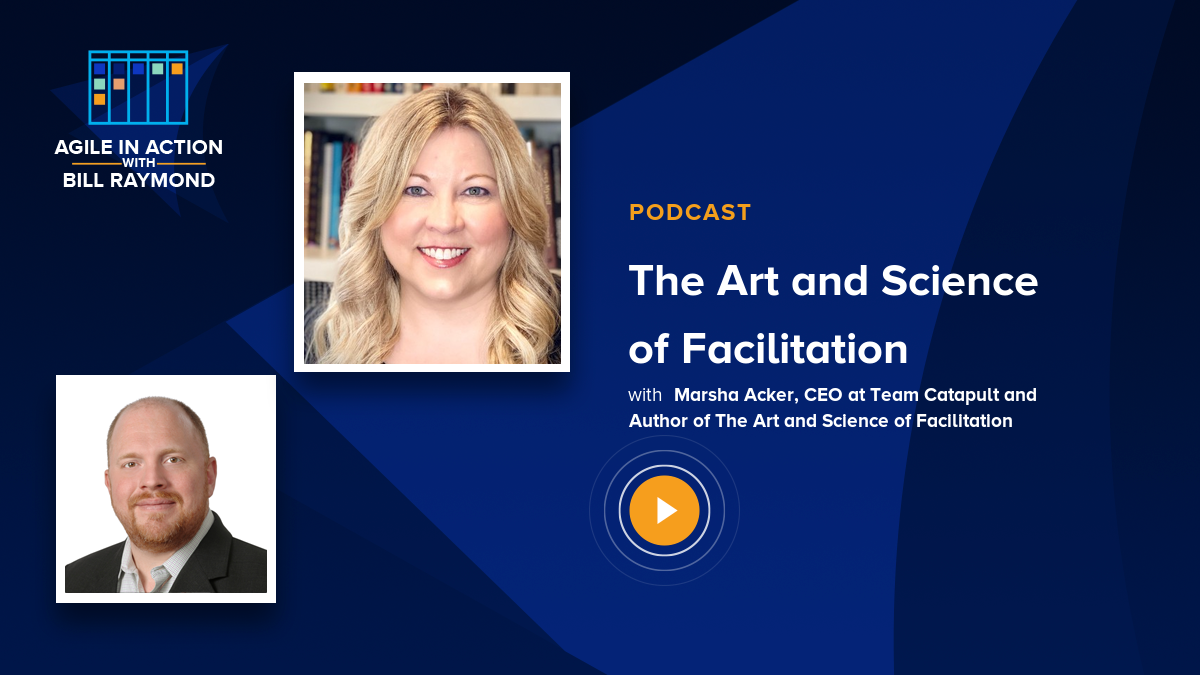 AGILE IN ACTION
WITH
BILL RAYMOND
PODCAST
The Art and Science
of Facilitation
with Marsha Acker, CEO at Team Catapult and
Author of The Art and Science of Facilitation